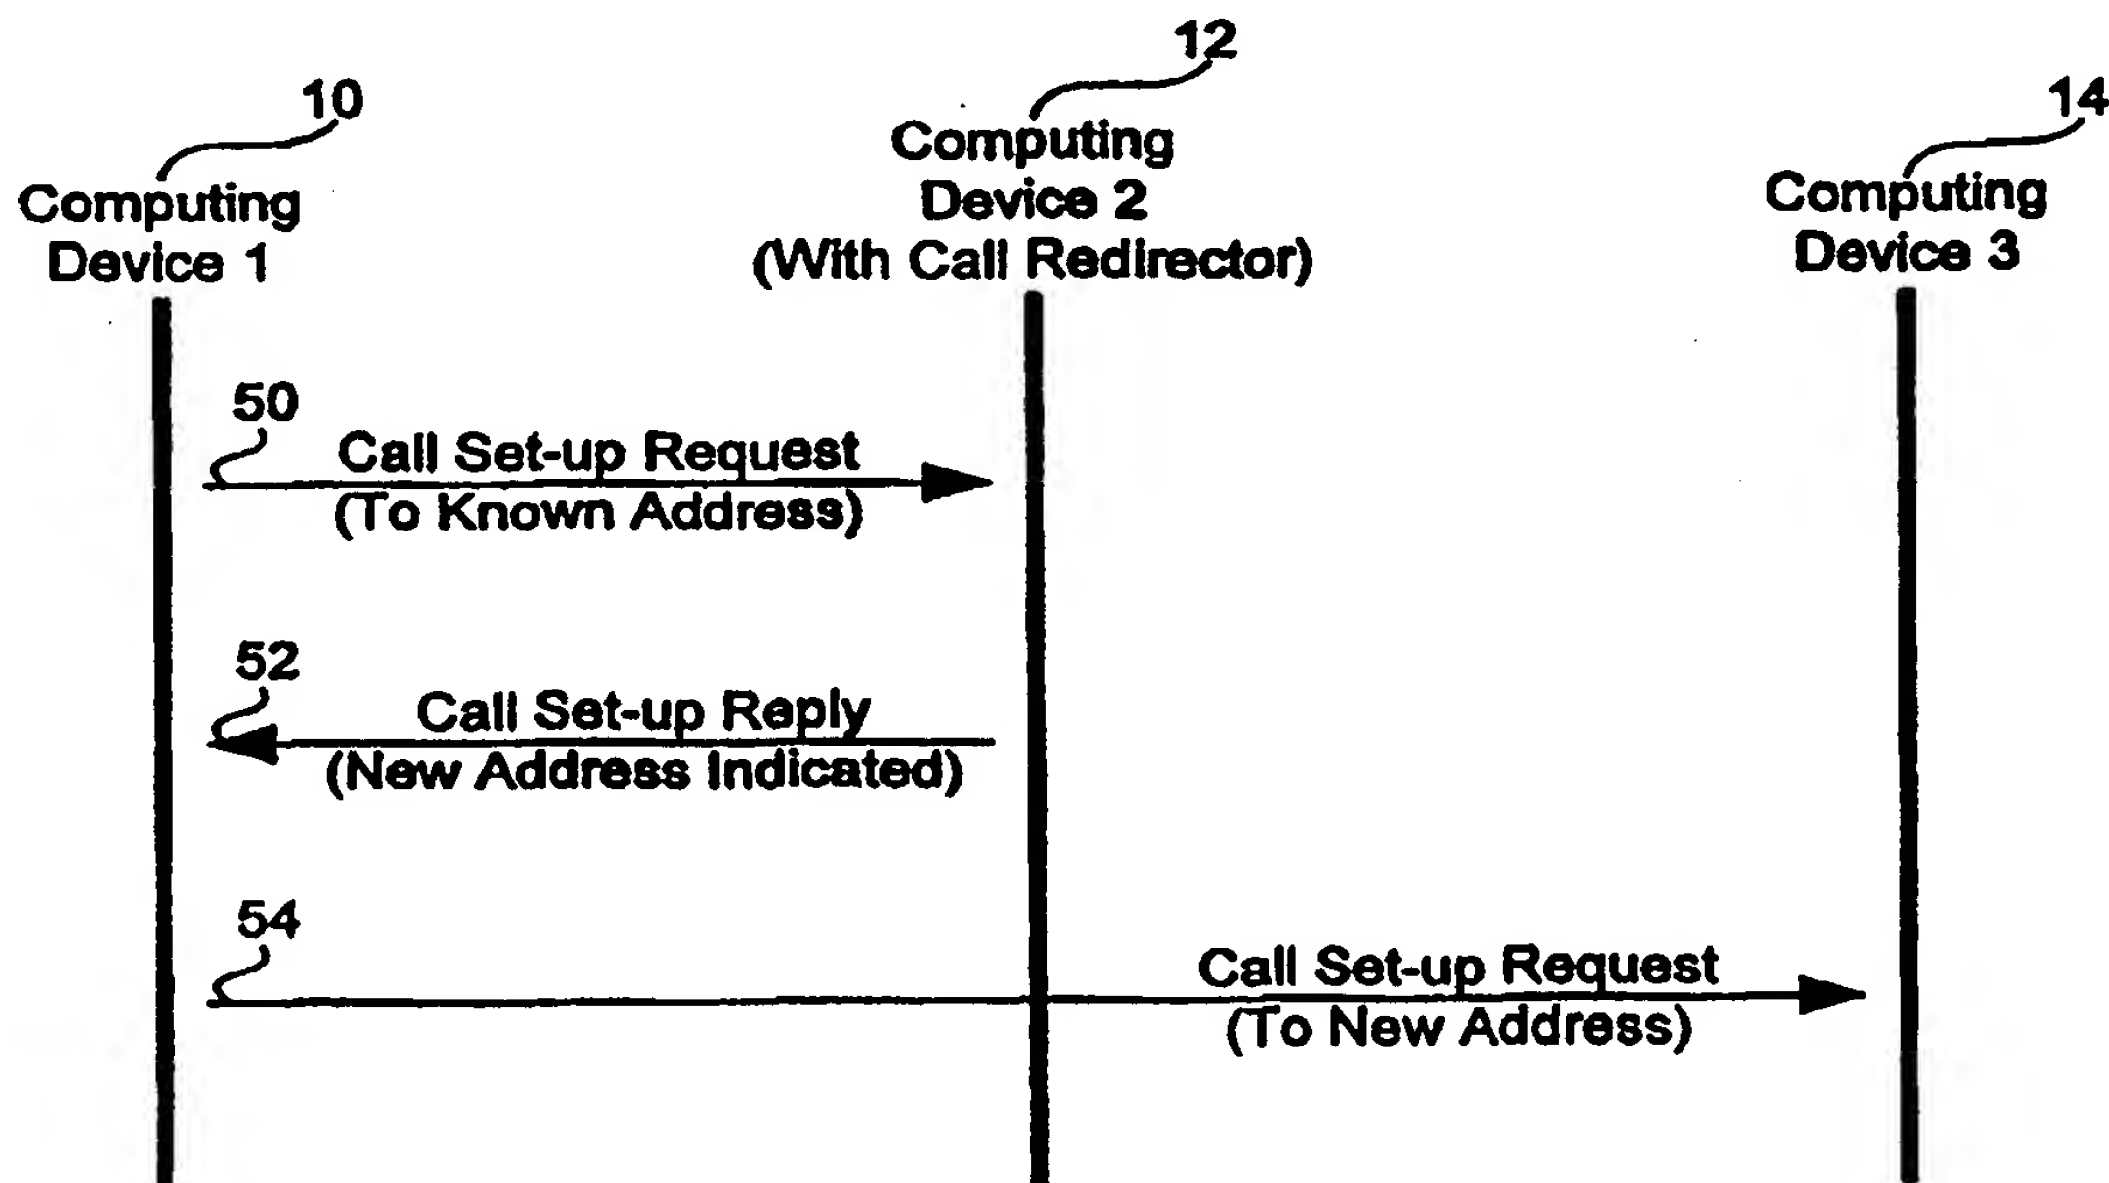 12
10
14
Computing
Device 2
(With Call Redirector)
Computing
Device 1
Computing
Device 3
50
Call Set-up Request
(To Known Address)
52
Call Set-up Reply
(New Address Indicated)
54
Call Set-up Request
(To New Address)